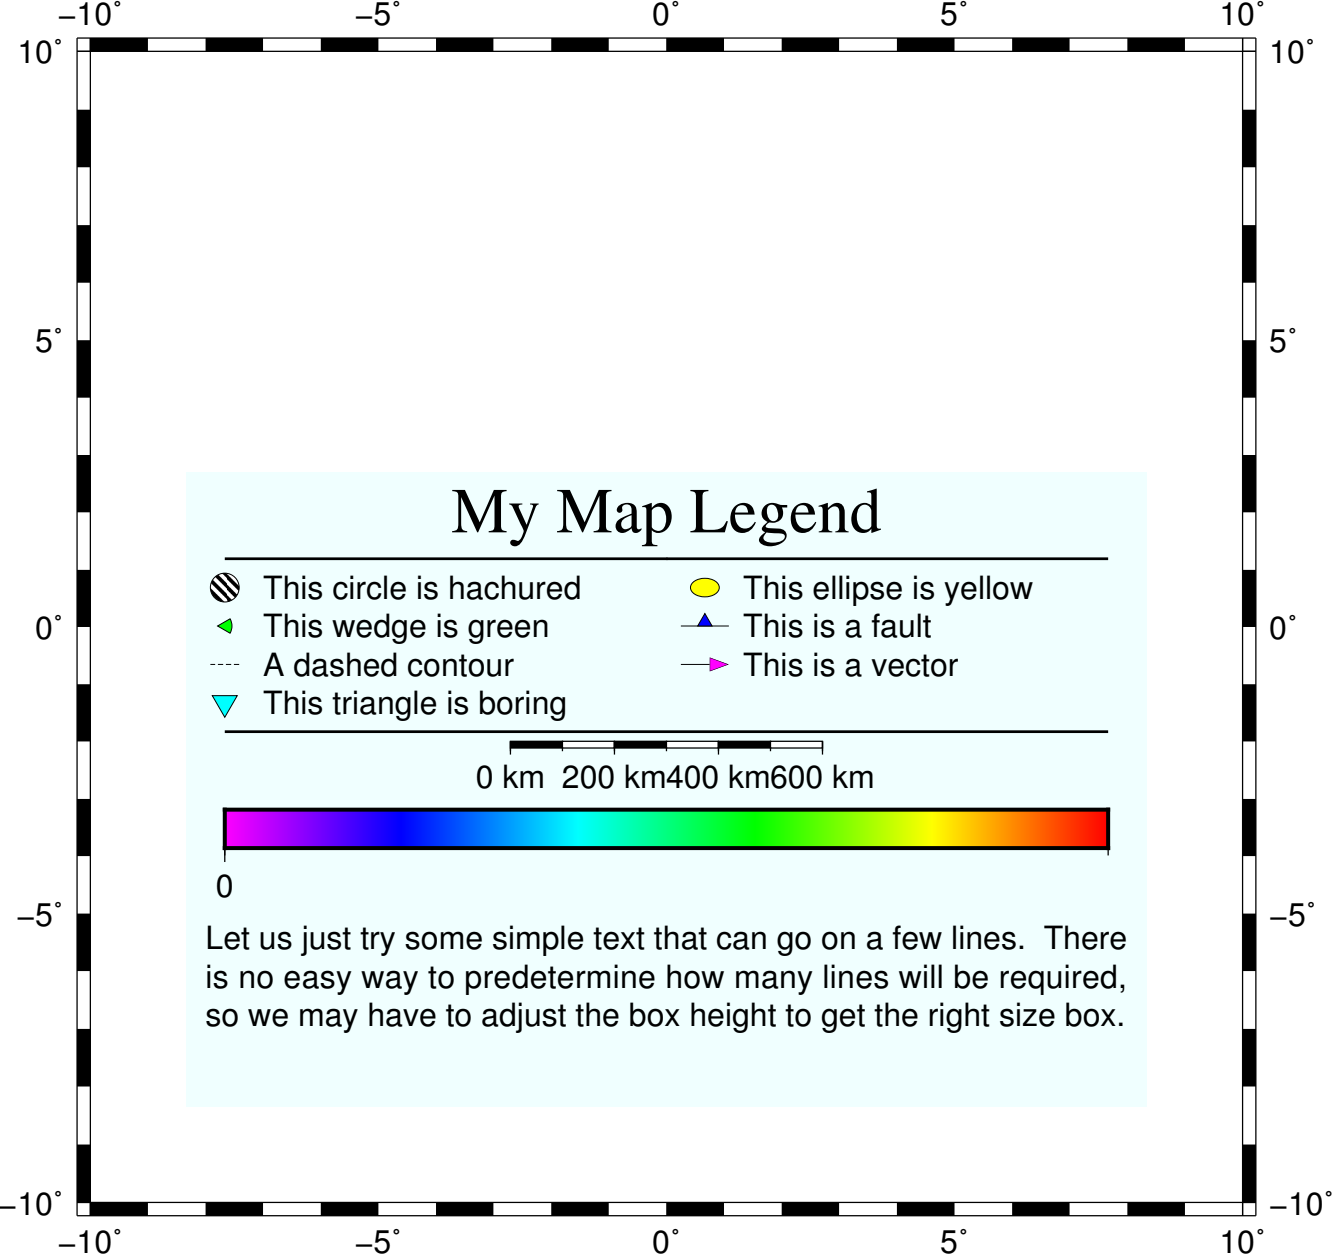 −10˚ −5˚ 0˚ 5˚ 10˚
10˚ 10˚
5˚ 5˚
My Map Legend
This circle is hachured This ellipse is yellow
0˚ This wedge is green This is a fault 0˚
A dashed contour This is a vector
This triangle is boring
0 km 200 km 400 km 600 km
0
−5˚ −5˚
Let us just try some simple text that can go on a few lines. There
is no easy way to predetermine how many lines will be required,
so we may have to adjust the box height to get the right size box.
−10˚ −10˚
−10˚ −5˚ 0˚ 5˚ 10˚